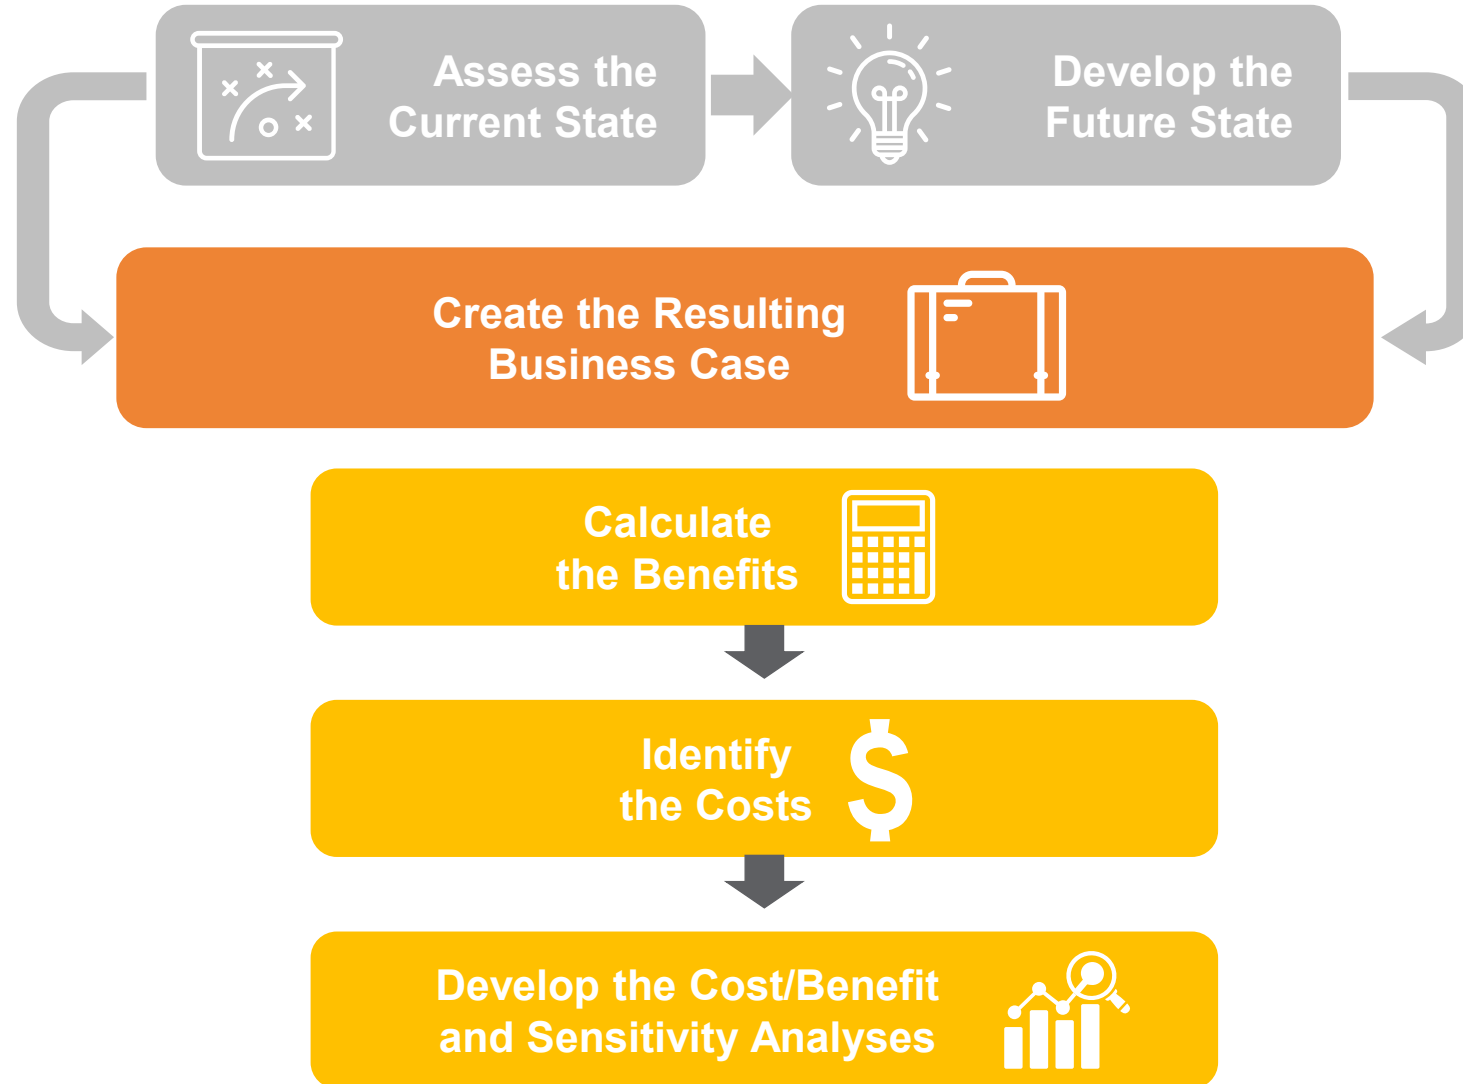 Assess the
Current State
Develop the
Future State
Create the Resulting
Business Case
Calculate
the Benefits
Identify
the Costs
$
Develop the Cost/Benefit
and Sensitivity Analyses